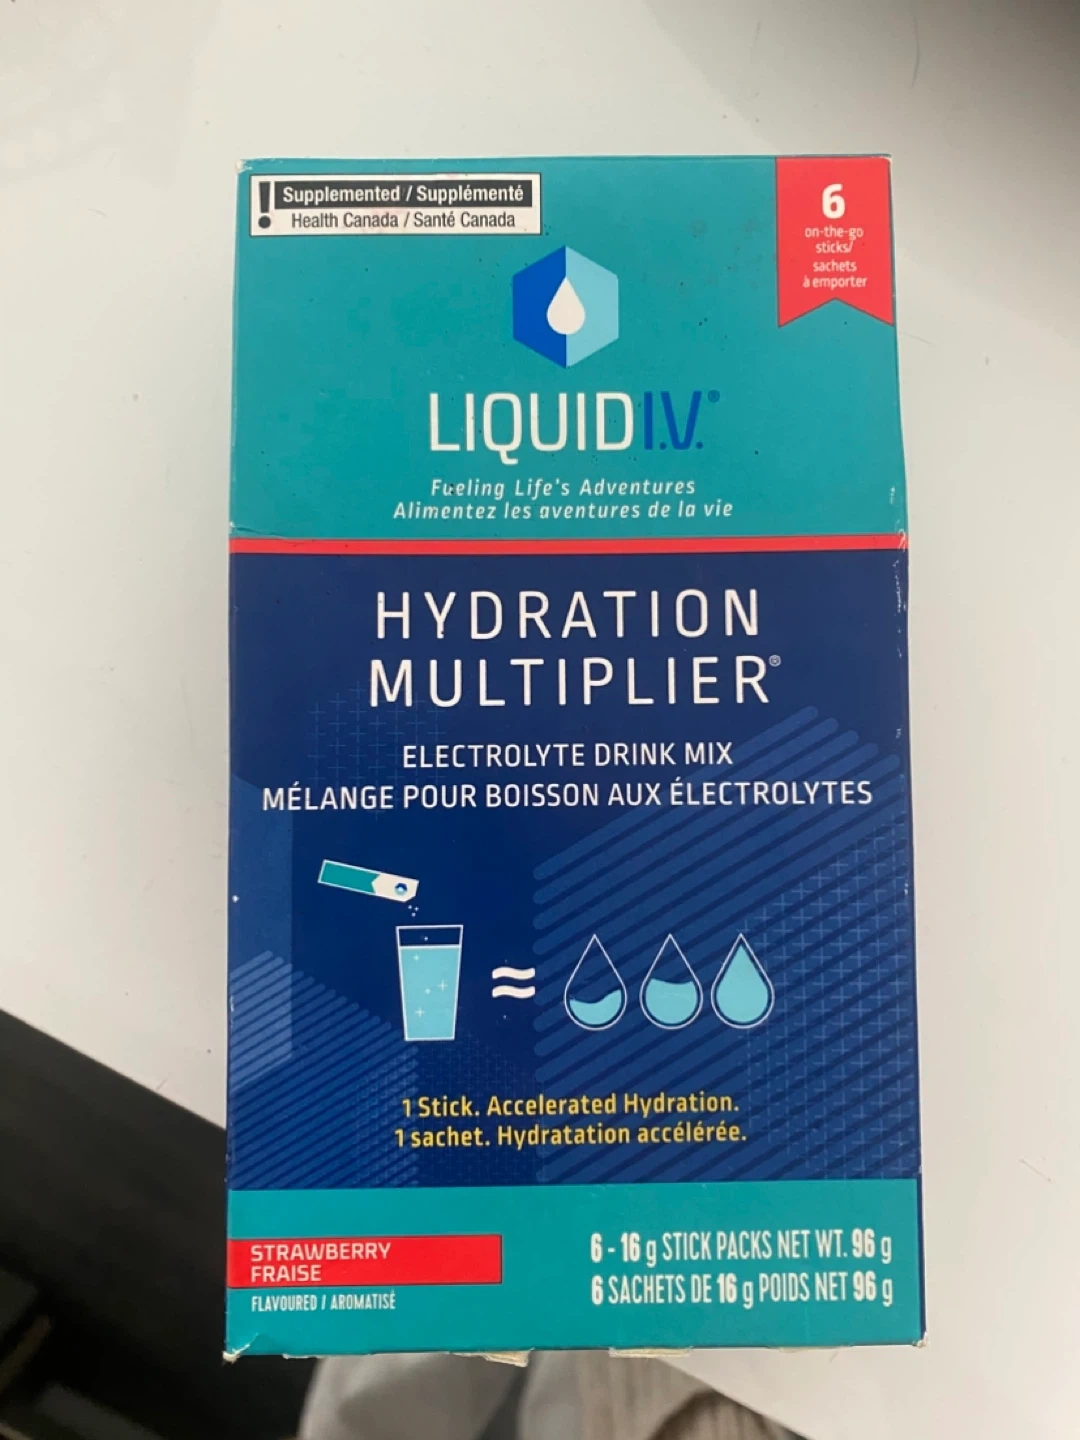 ! Supplemented / Supplémenté
Health Canada / Santé Canada
6
on-the-go
sticks/
sachets
à emporter
LIQUID I.V.®
Fueling Life's Adventures
Alimentez les aventures de la vie
HYDRATION
MULTIPLIER®
ELECTROLYTE DRINK MIX
MÉLANGE POUR BOISSON AUX ÉLECTROLYTES
≈
1 Stick. Accelerated Hydration.
1 sachet. Hydratation accélérée.
STRAWBERRY
FRAISE
FLAVOURED / AROMATISÉ
6 - 16 g STICK PACKS NET WT. 96 g
6 SACHETS DE 16 g POIDS NET 96 g